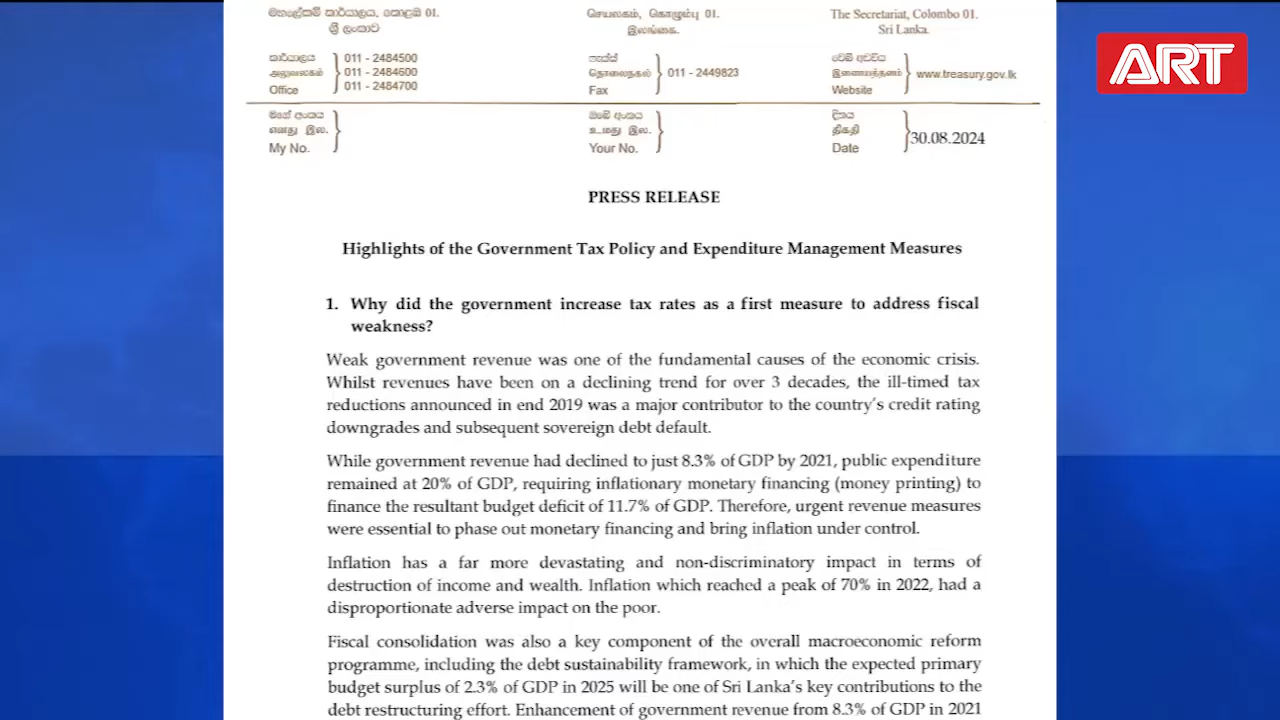 මහලේකම් කාර්යාලය, කොළඹ 01.
ශ්‍රී ලංකාව
செயலகம், கொழும்பு 01.
இலங்கை.
The Secretariat, Colombo 01.
Sri Lanka.
ART
කාර්යාලය
அலுவலகம்
Office
011 - 2484500
011 - 2484600
011 - 2484700
ෆැක්ස්
தொலைநகல்
Fax
011 - 2449823
වෙබ් අඩවිය
இணையத்தளம்
Website
www.treasury.gov.lk
මගේ අංකය
எனது இல.
My No.
ඔබේ අංකය
உமது இல.
Your No.
දිනය
திகதி
Date
30.08.2024
PRESS RELEASE
Highlights of the Government Tax Policy and Expenditure Management Measures
1. Why did the government increase tax rates as a first measure to address fiscal
weakness?
Weak government revenue was one of the fundamental causes of the economic crisis.
Whilst revenues have been on a declining trend for over 3 decades, the ill-timed tax
reductions announced in end 2019 was a major contributor to the country's credit rating
downgrades and subsequent sovereign debt default.
While government revenue had declined to just 8.3% of GDP by 2021, public expenditure
remained at 20% of GDP, requiring inflationary monetary financing (money printing) to
finance the resultant budget deficit of 11.7% of GDP. Therefore, urgent revenue measures
were essential to phase out monetary financing and bring inflation under control.
Inflation has a far more devastating and non-discriminatory impact in terms of
destruction of income and wealth. Inflation which reached a peak of 70% in 2022, had a
disproportionate adverse impact on the poor.
Fiscal consolidation was also a key component of the overall macroeconomic reform
programme, including the debt sustainability framework, in which the expected primary
budget surplus of 2.3% of GDP in 2025 will be one of Sri Lanka's key contributions to the
debt restructuring effort. Enhancement of government revenue from 8.3% of GDP in 2021